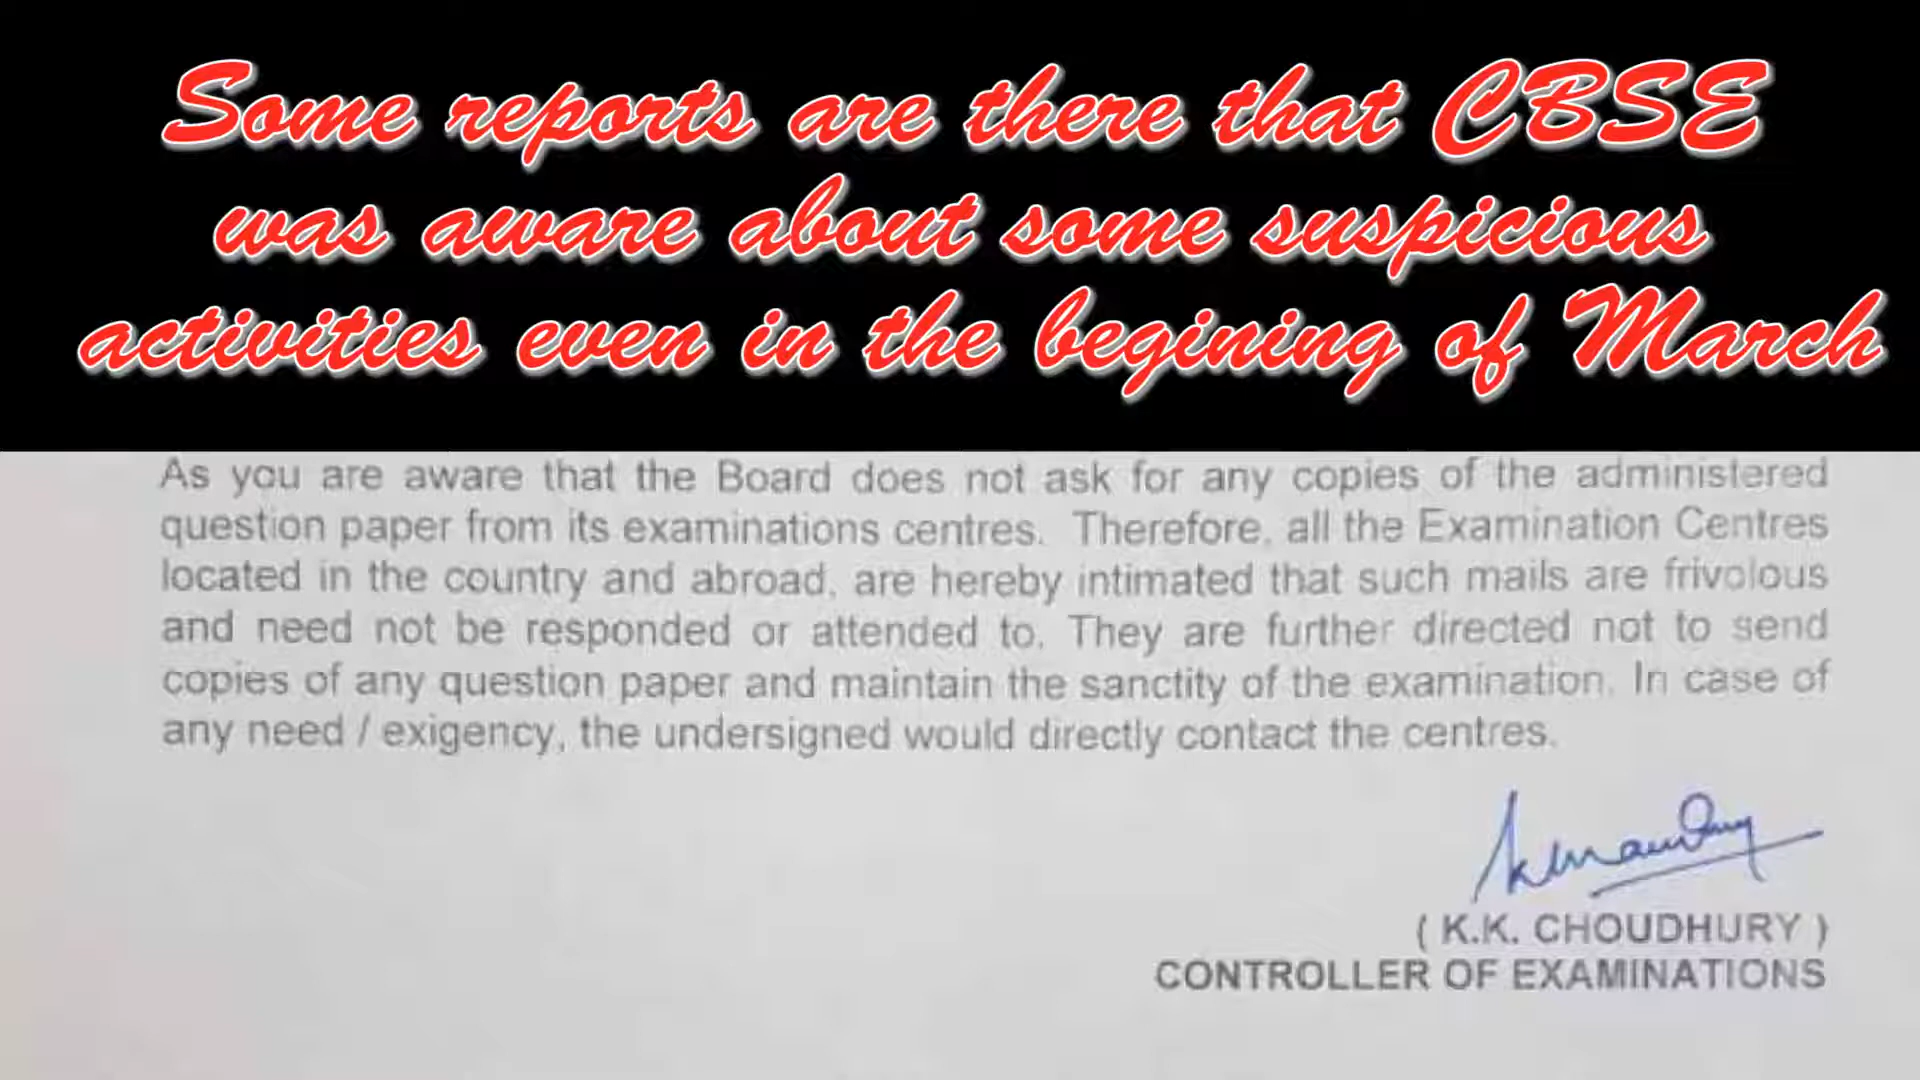 Some reports are there that CBSE
was aware about some suspicious
activities even in the begining of March
As you are aware that the Board does not ask for any copies of the administered
question paper from its examinations centres. Therefore, all the Examination Centres
located in the country and abroad, are hereby intimated that such mails are frivolous
and need not be responded or attended to. They are further directed not to send
copies of any question paper and maintain the sanctity of the examination. In case of
any need / exigency, the undersigned would directly contact the centres.
( K.K. CHOUDHURY )
CONTROLLER OF EXAMINATIONS